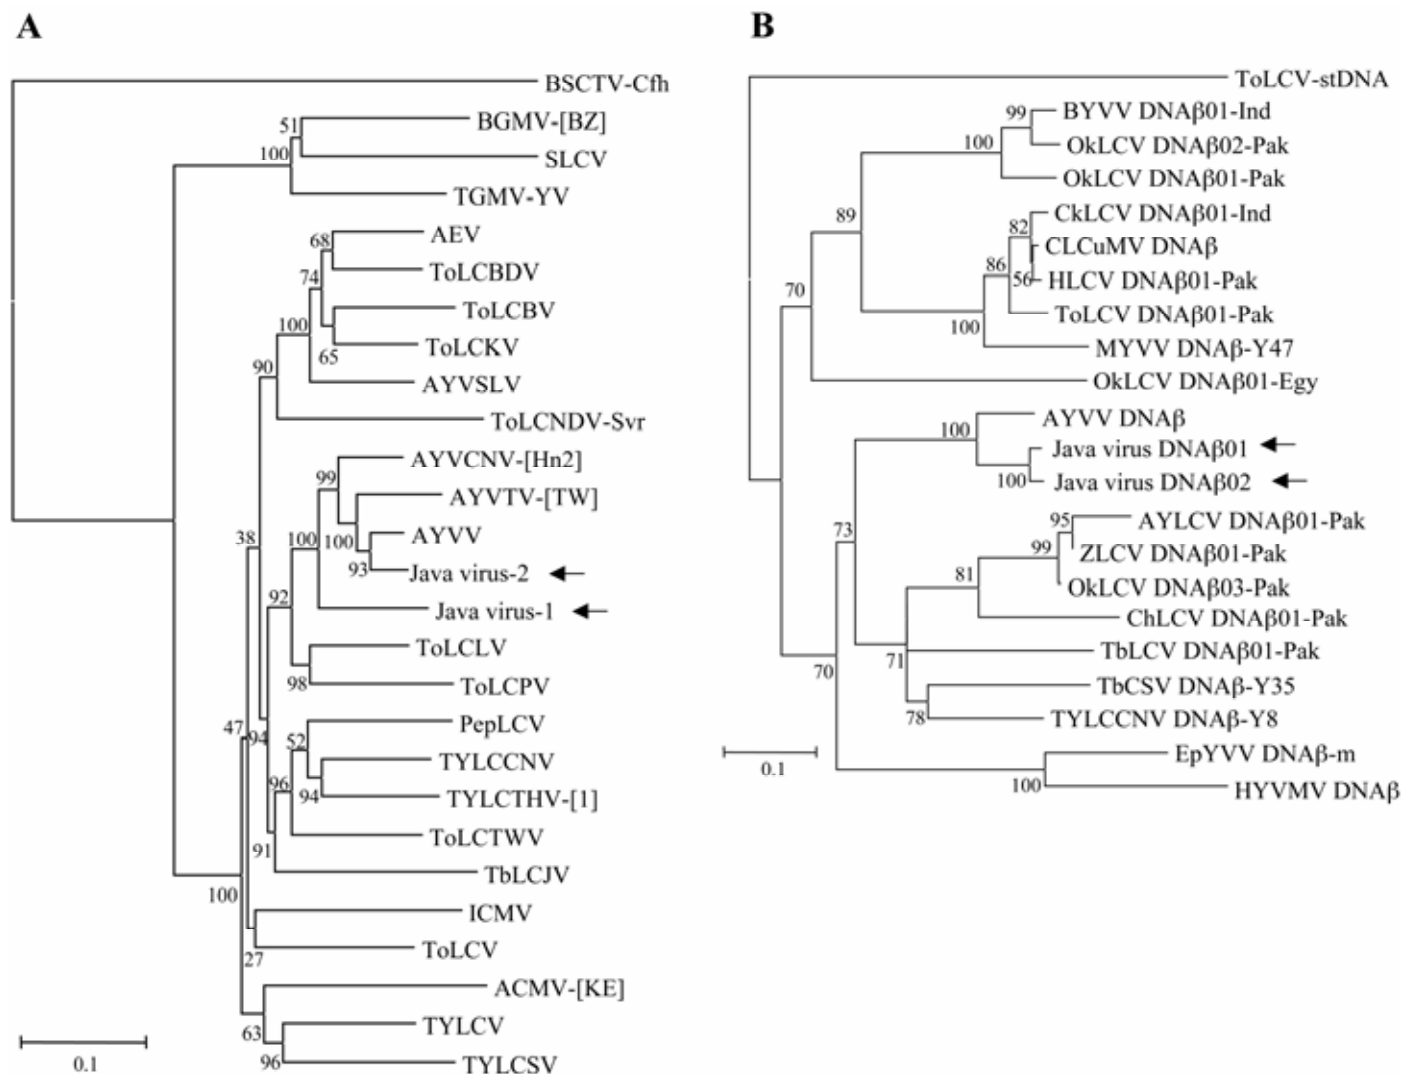 A
BSCTV-Cfh
BGMV-[BZ]
51
SLCV
100
TGMV-YV
AEV
68
ToLCBDV
74
ToLCBV
100
ToLCKV
65
90
AYVSLV
ToLCNDV-Svr
AYVCNV-[Hn2]
99
AYVTV-[TW]
AYVV
38
100
100
93
Java virus-2
92
Java virus-1
ToLCLV
98
ToLCPV
47
94
52
PepLCV
TYLCCNV
96
94
TYLCTHV-[1]
ToLCTWV
91
TbLCJV
100
ICMV
ToLCV
27
ACMV-[KE]
TYLCV
63
96
TYLCSV
0.1
B
ToLCV-stDNA
99
BYVV DNAβ01-Ind
100
OkLCV DNAβ02-Pak
OkLCV DNAβ01-Pak
89
82
CkLCV DNAβ01-Ind
CLCuMV DNAβ
86
56
HLCV DNAβ01-Pak
70
ToLCV DNAβ01-Pak
100
MYVV DNAβ-Y47
OkLCV DNAβ01-Egy
AYVV DNAβ
100
Java virus DNAβ01
100
Java virus DNAβ02
73
95
AYLCV DNAβ01-Pak
99
ZLCV DNAβ01-Pak
81
OkLCV DNAβ03-Pak
ChLCV DNAβ01-Pak
71
TbLCV DNAβ01-Pak
70
TbCSV DNAβ-Y35
78
TYLCCNV DNAβ-Y8
EpYVV DNAβ-m
100
HYVMV DNAβ
0.1